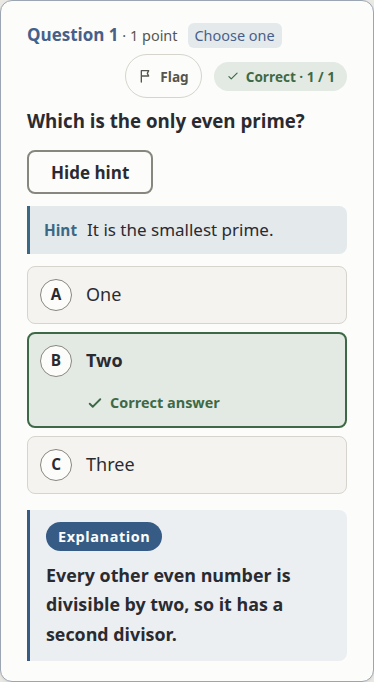 Question 1 · 1 point Choose one
Flag Correct · 1 / 1
Which is the only even prime?
Hide hint
Hint It is the smallest prime.
A One
B Two
Correct answer
C Three
Explanation
Every other even number is
divisible by two, so it has a
second divisor.